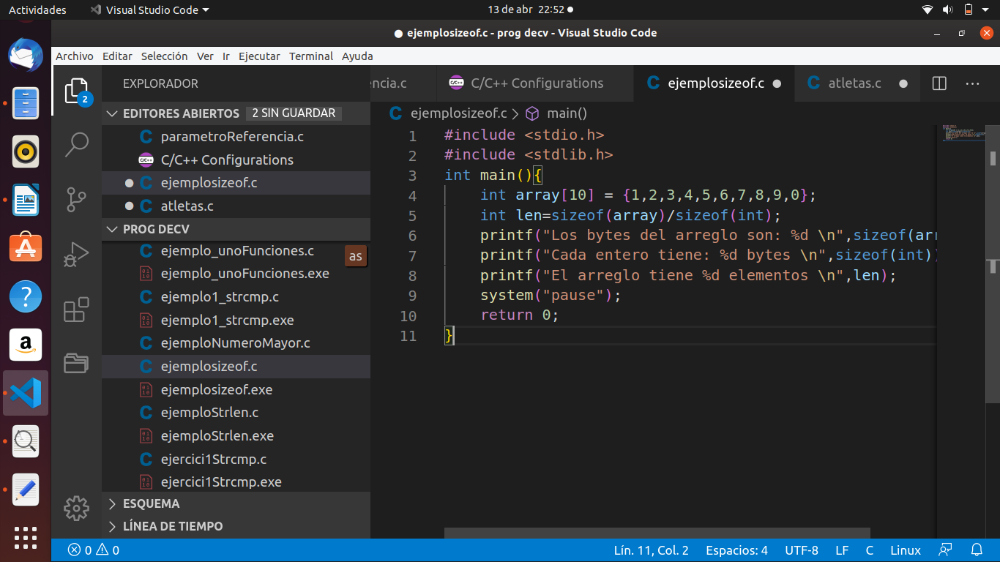 Actividades Visual Studio Code 13 de abr 22:52
ejemplosizeof.c - prog decv - Visual Studio Code
Archivo Editar Selección Ver Ir Ejecutar Terminal Ayuda
EXPLORADOR
2
EDITORES ABIERTOS 2 SIN GUARDAR
parametroReferencia.c
C/C++ C/C++ Configurations
ejemplosizeof.c
atletas.c
PROG DECV
ejemplo_unoFunciones.c
as
ejemplo_unoFunciones.exe
ejemplo1_strcmp.c
ejemplo1_strcmp.exe
ejemploNumeroMayor.c
ejemplosizeof.c
ejemplosizeof.exe
ejemploStrlen.c
ejemploStrlen.exe
ejercici1Strcmp.c
ejercici1Strcmp.exe
ESQUEMA
LÍNEA DE TIEMPO
encia.c C/C++ C/C++ Configurations C ejemplosizeof.c C atletas.c
C ejemplosizeof.c > main()
1 #include <stdio.h>
2 #include <stdlib.h>
3 int main(){
4 int array[10] = {1,2,3,4,5,6,7,8,9,0};
5 int len=sizeof(array)/sizeof(int);
6 printf("Los bytes del arreglo son: %d \n",sizeof(arr
7 printf("Cada entero tiene: %d bytes \n",sizeof(int))
8 printf("El arreglo tiene %d elementos \n",len);
9 system("pause");
10 return 0;
11 }
0 0 Lín. 11, Col. 2 Espacios: 4 UTF-8 LF C Linux